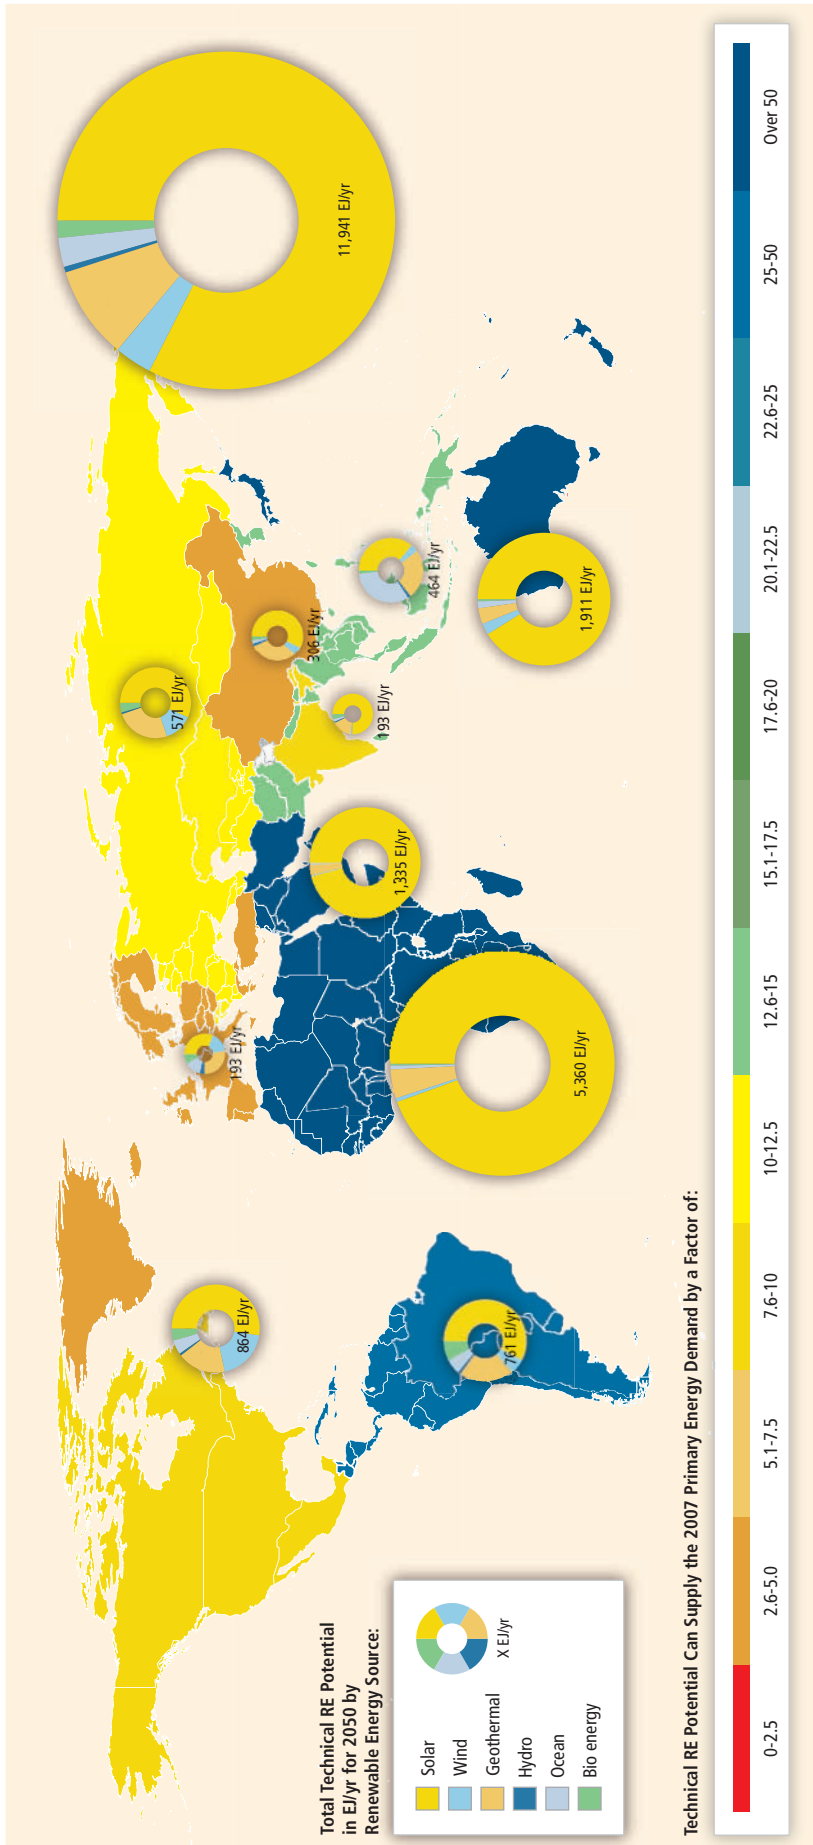 11,941 EJ/yr
571 EJ/yr
306 EJ/yr
464 EJ/yr
193 EJ/yr
1,911 EJ/yr
1,335 EJ/yr
193 EJ/yr
5,360 EJ/yr
864 EJ/yr
761 EJ/yr
Total Technical RE Potential
in EJ/yr for 2050 by
Renewable Energy Source:
Solar
Wind
Geothermal
Hydro
Ocean
Bio energy
X EJ/yr
Technical RE Potential Can Supply the 2007 Primary Energy Demand by a Factor of:
0-2.5
2.6-5.0
5.1-7.5
7.6-10
10-12.5
12.6-15
15.1-17.5
17.6-20
20.1-22.5
22.6-25
25-50
Over 50